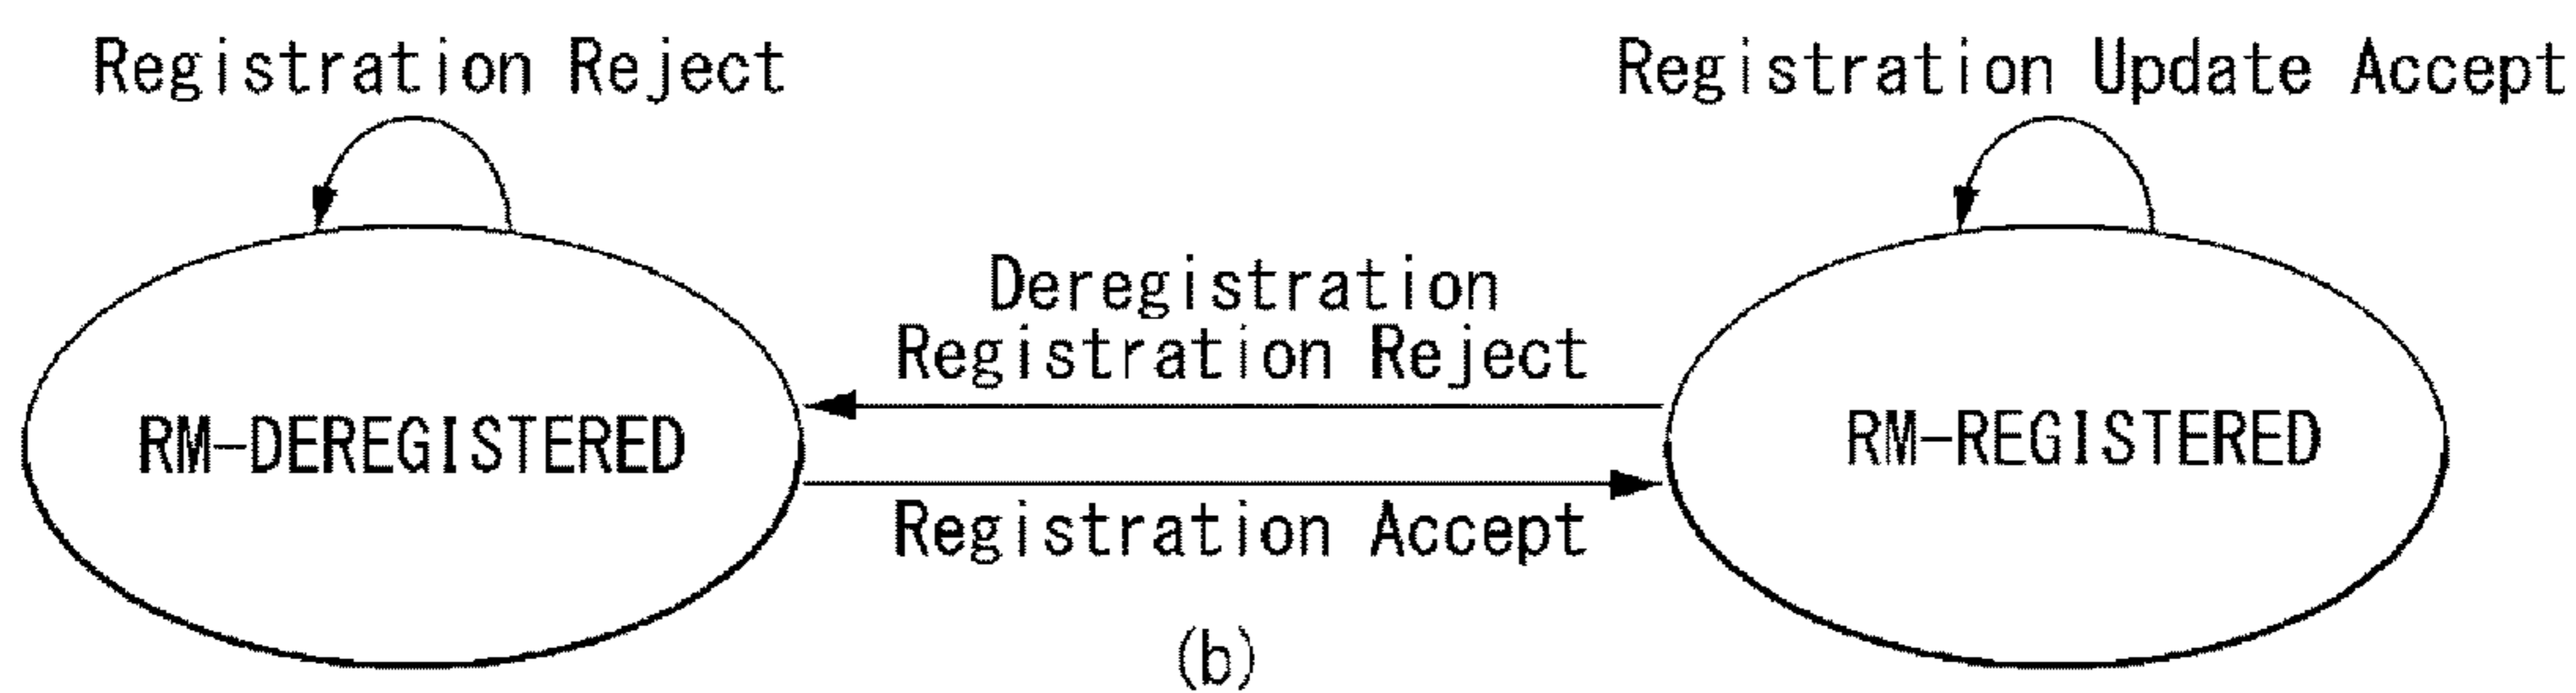 Registration Reject
Registration Update Accept
Deregistration
Registration Reject
RM-DEREGISTERED
RM-REGISTERED
Registration Accept
(b)